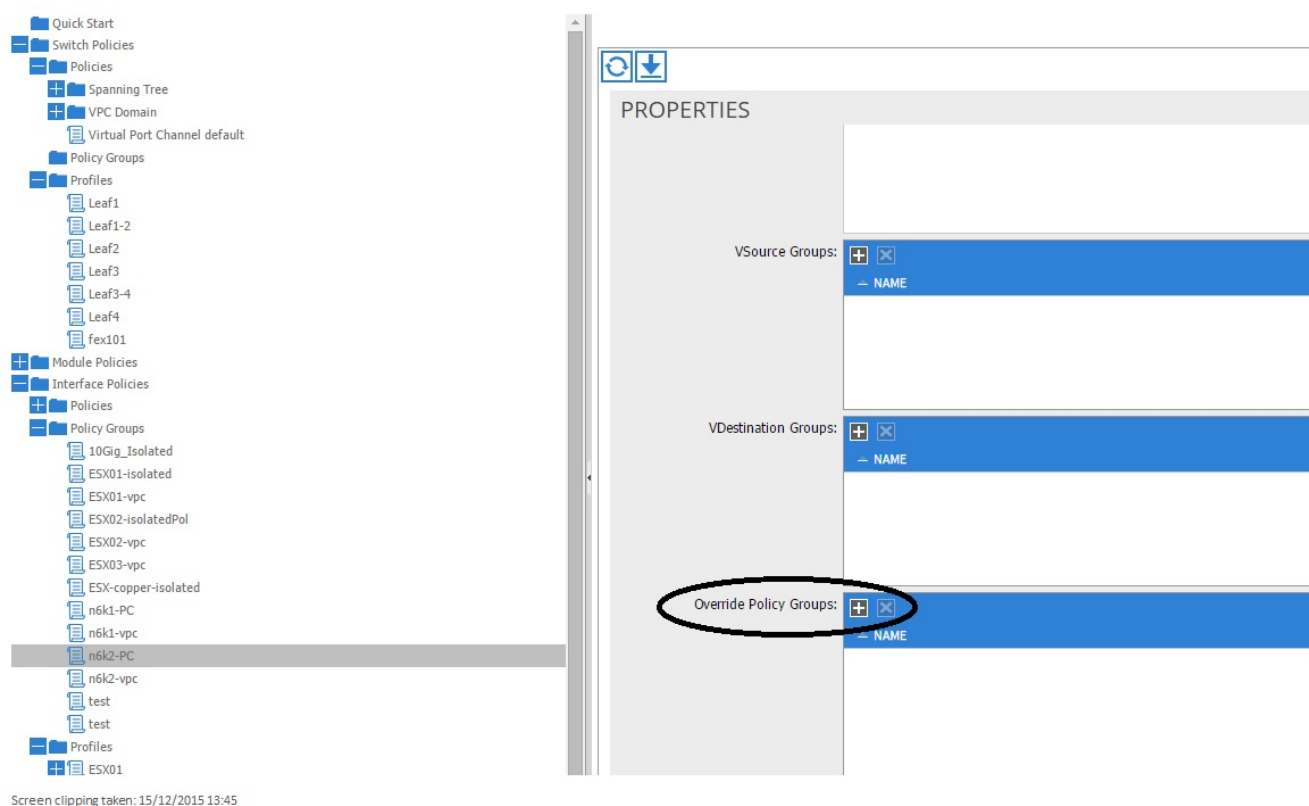 Quick Start
Switch Policies
Policies
Spanning Tree
VPC Domain
Virtual Port Channel default
Policy Groups
Profiles
Leaf1
Leaf1-2
Leaf2
Leaf3
Leaf3-4
Leaf4
fex101
Module Policies
Interface Policies
Policies
Policy Groups
10Gig_Isolated
ESX01-isolated
ESX01-vpc
ESX02-isolatedPol
ESX02-vpc
ESX03-vpc
ESX-copper-isolated
n6k1-PC
n6k1-vpc
n6k2-PC
n6k2-vpc
test
test
Profiles
ESX01
PROPERTIES
VSource Groups:
NAME
VDestination Groups:
NAME
Override Policy Groups:
NAME
Screen clipping taken: 15/12/2015 13:45